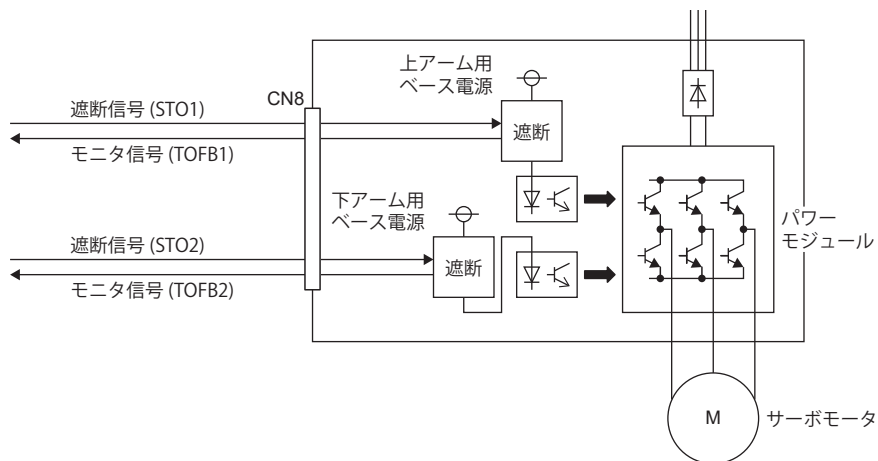 上アーム用
ベース電源
CN8
遮断信号 (STO1)
遮断
モニタ信号 (TOFB1)
下アーム用
ベース電源
パワー
モジュール
遮断信号 (STO2)
遮断
モニタ信号 (TOFB2)
M
サーボモータ